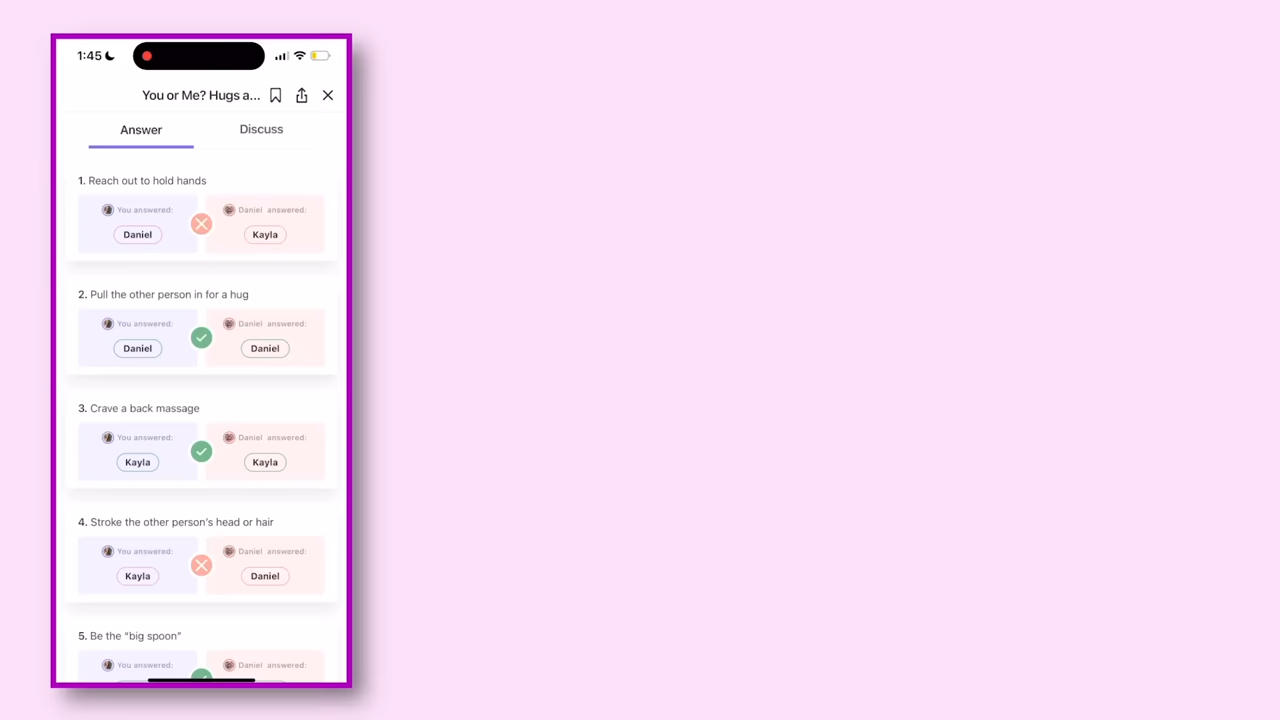 1:45
You or Me? Hugs a...
Answer Discuss
1. Reach out to hold hands
You answered: Daniel answered:
Daniel Kayla
2. Pull the other person in for a hug
You answered: Daniel answered:
Daniel Daniel
3. Crave a back massage
You answered: Daniel answered:
Kayla Kayla
4. Stroke the other person's head or hair
You answered: Daniel answered:
Kayla Daniel
5. Be the “big spoon”
You answered: Daniel answered: